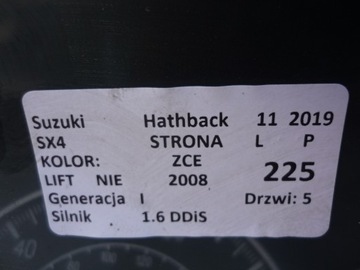 Suzuki Hathback 11 2019
SX4 STRONA L P
KOLOR: ZCE 225
LIFT NIE 2008
Generacja I Drzwi: 5
Silnik 1.6 DDiS
40